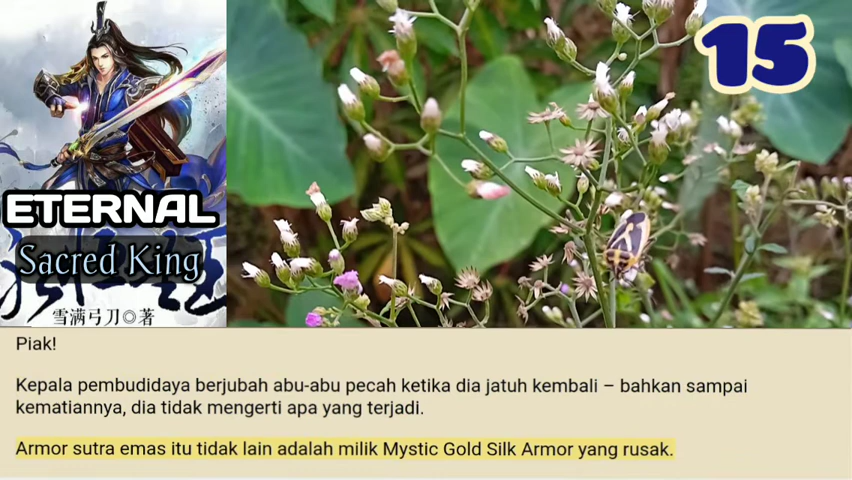 15
ETERNAL
Sacred King
雪满弓刀◎著
Piak!
Kepala pembudidaya berjubah abu-abu pecah ketika dia jatuh kembali – bahkan sampai
kematiannya, dia tidak mengerti apa yang terjadi.
Armor sutra emas itu tidak lain adalah milik Mystic Gold Silk Armor yang rusak.